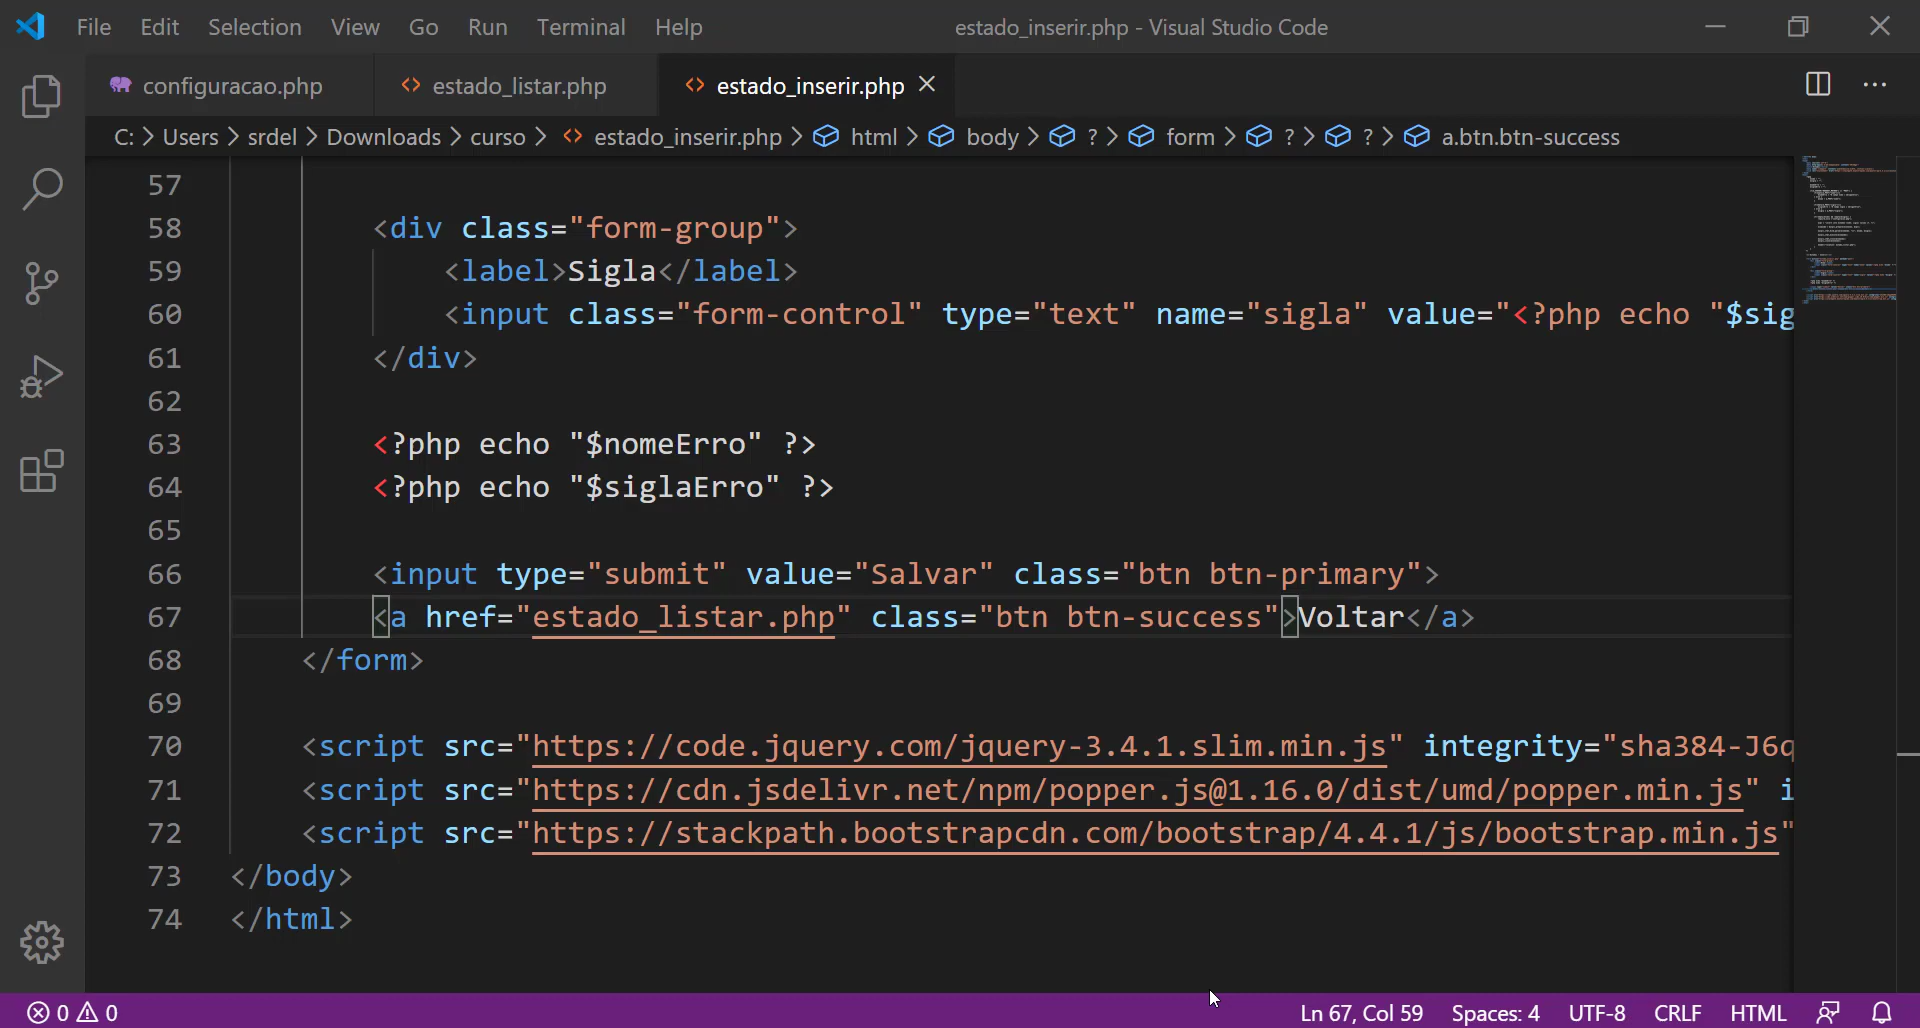 File Edit Selection View Go Run Terminal Help estado_inserir.php - Visual Studio Code
configuracao.php estado_listar.php estado_inserir.php
C: > Users > srdel > Downloads > curso > estado_inserir.php > html > body > ? > form > ? > ? > a.btn.btn-success
57
58 <div class="form-group">
59 <label>Sigla</label>
60 <input class="form-control" type="text" name="sigla" value="<?php echo "$sig
61 </div>
62
63 <?php echo "$nomeErro" ?>
64 <?php echo "$siglaErro" ?>
65
66 <input type="submit" value="Salvar" class="btn btn-primary">
67 <a href="estado_listar.php" class="btn btn-success">Voltar</a>
68 </form>
69
70 <script src="https://code.jquery.com/jquery-3.4.1.slim.min.js" integrity="sha384-J6q
71 <script src="https://cdn.jsdelivr.net/npm/popper.js@1.16.0/dist/umd/popper.min.js" i
72 <script src="https://stackpath.bootstrapcdn.com/bootstrap/4.4.1/js/bootstrap.min.js"
73 </body>
74 </html>
0 0 Ln 67, Col 59 Spaces: 4 UTF-8 CRLF HTML